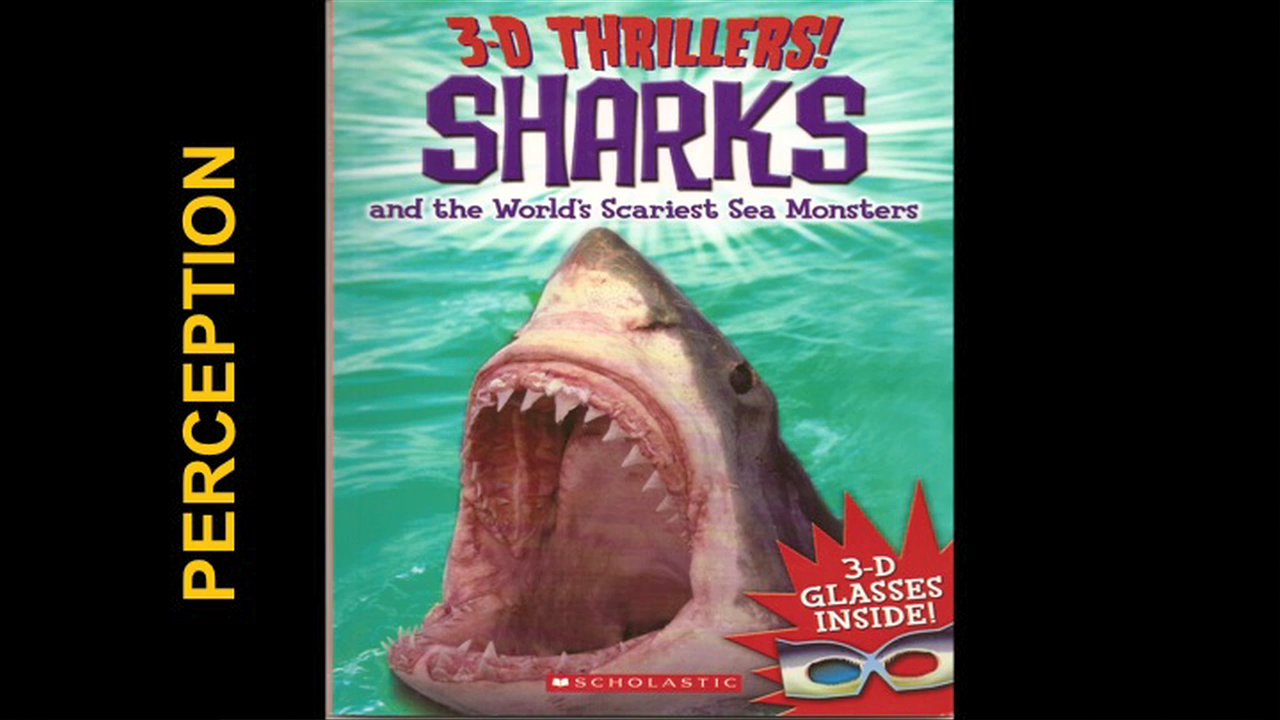 PERCEPTION
3-D THRILLERS!
SHARKS
and the World's Scariest Sea Monsters
3-D
GLASSES
INSIDE!
SCHOLASTIC